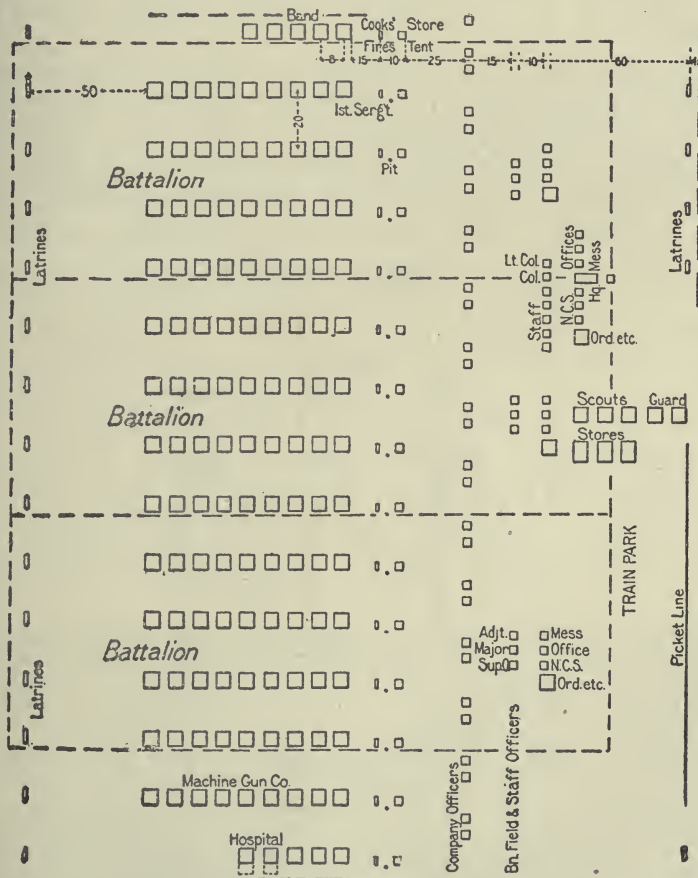 Band
Cooks' Store
Fires Tent
8 15 10 25 15 10 60
50
1st. Serg't.
20
Battalion
Pit
Latrines
Latrines
Offices
Mess
Lt. Col.
Col.
Staff
N.C.S.
Hq.
Ord. etc.
Scouts Guard
Battalion
Stores
TRAIN PARK
Picket Line
Adjt. Mess
Battalion
Major Office
Sup.O. N.C.S.
Ord. etc.
Latrines
Machine Gun Co.
Company Officers
Bn. Field & Staff Officers
Hospital